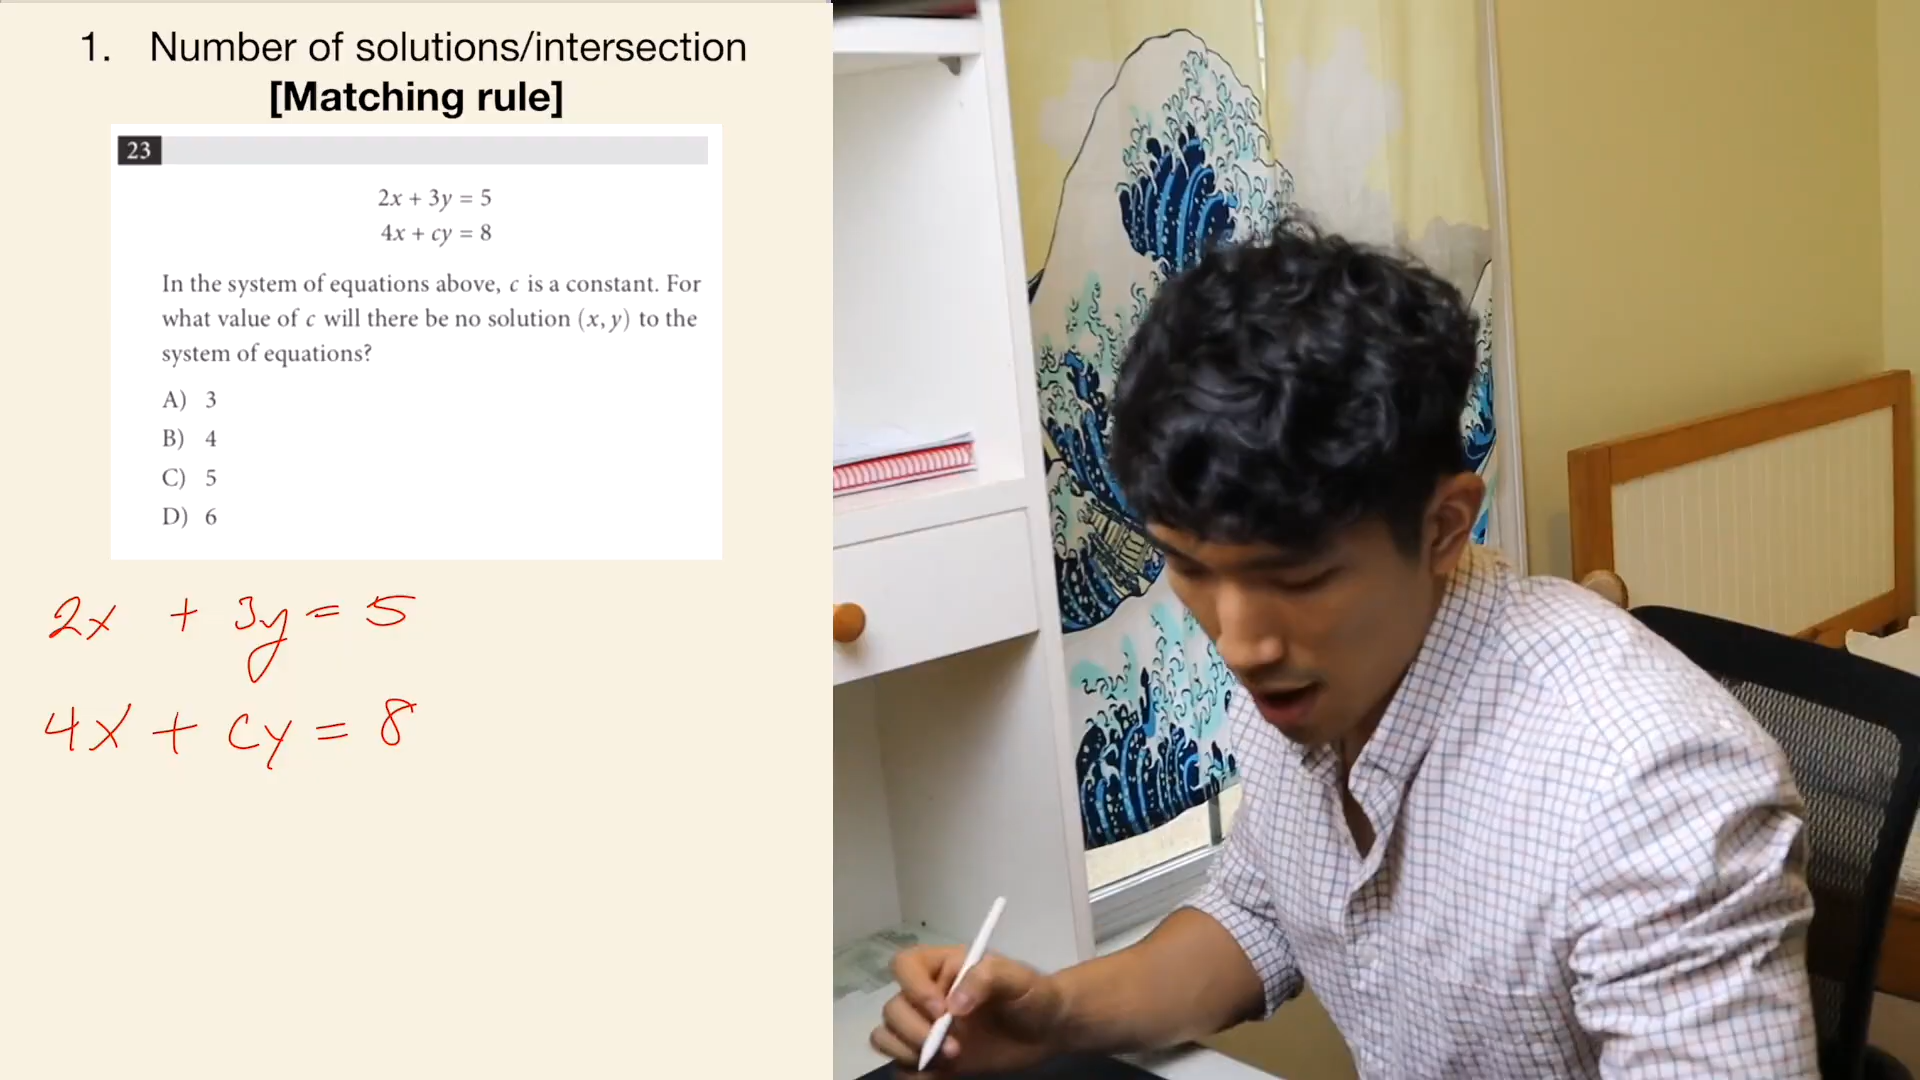 1. Number of solutions/intersection
[Matching rule]
23
2x + 3y = 5
4x + cy = 8
In the system of equations above, c is a constant. For
what value of c will there be no solution (x, y) to the
system of equations?
A) 3
B) 4
C) 5
D) 6
2x + 3y = 5
4x + cy = 8